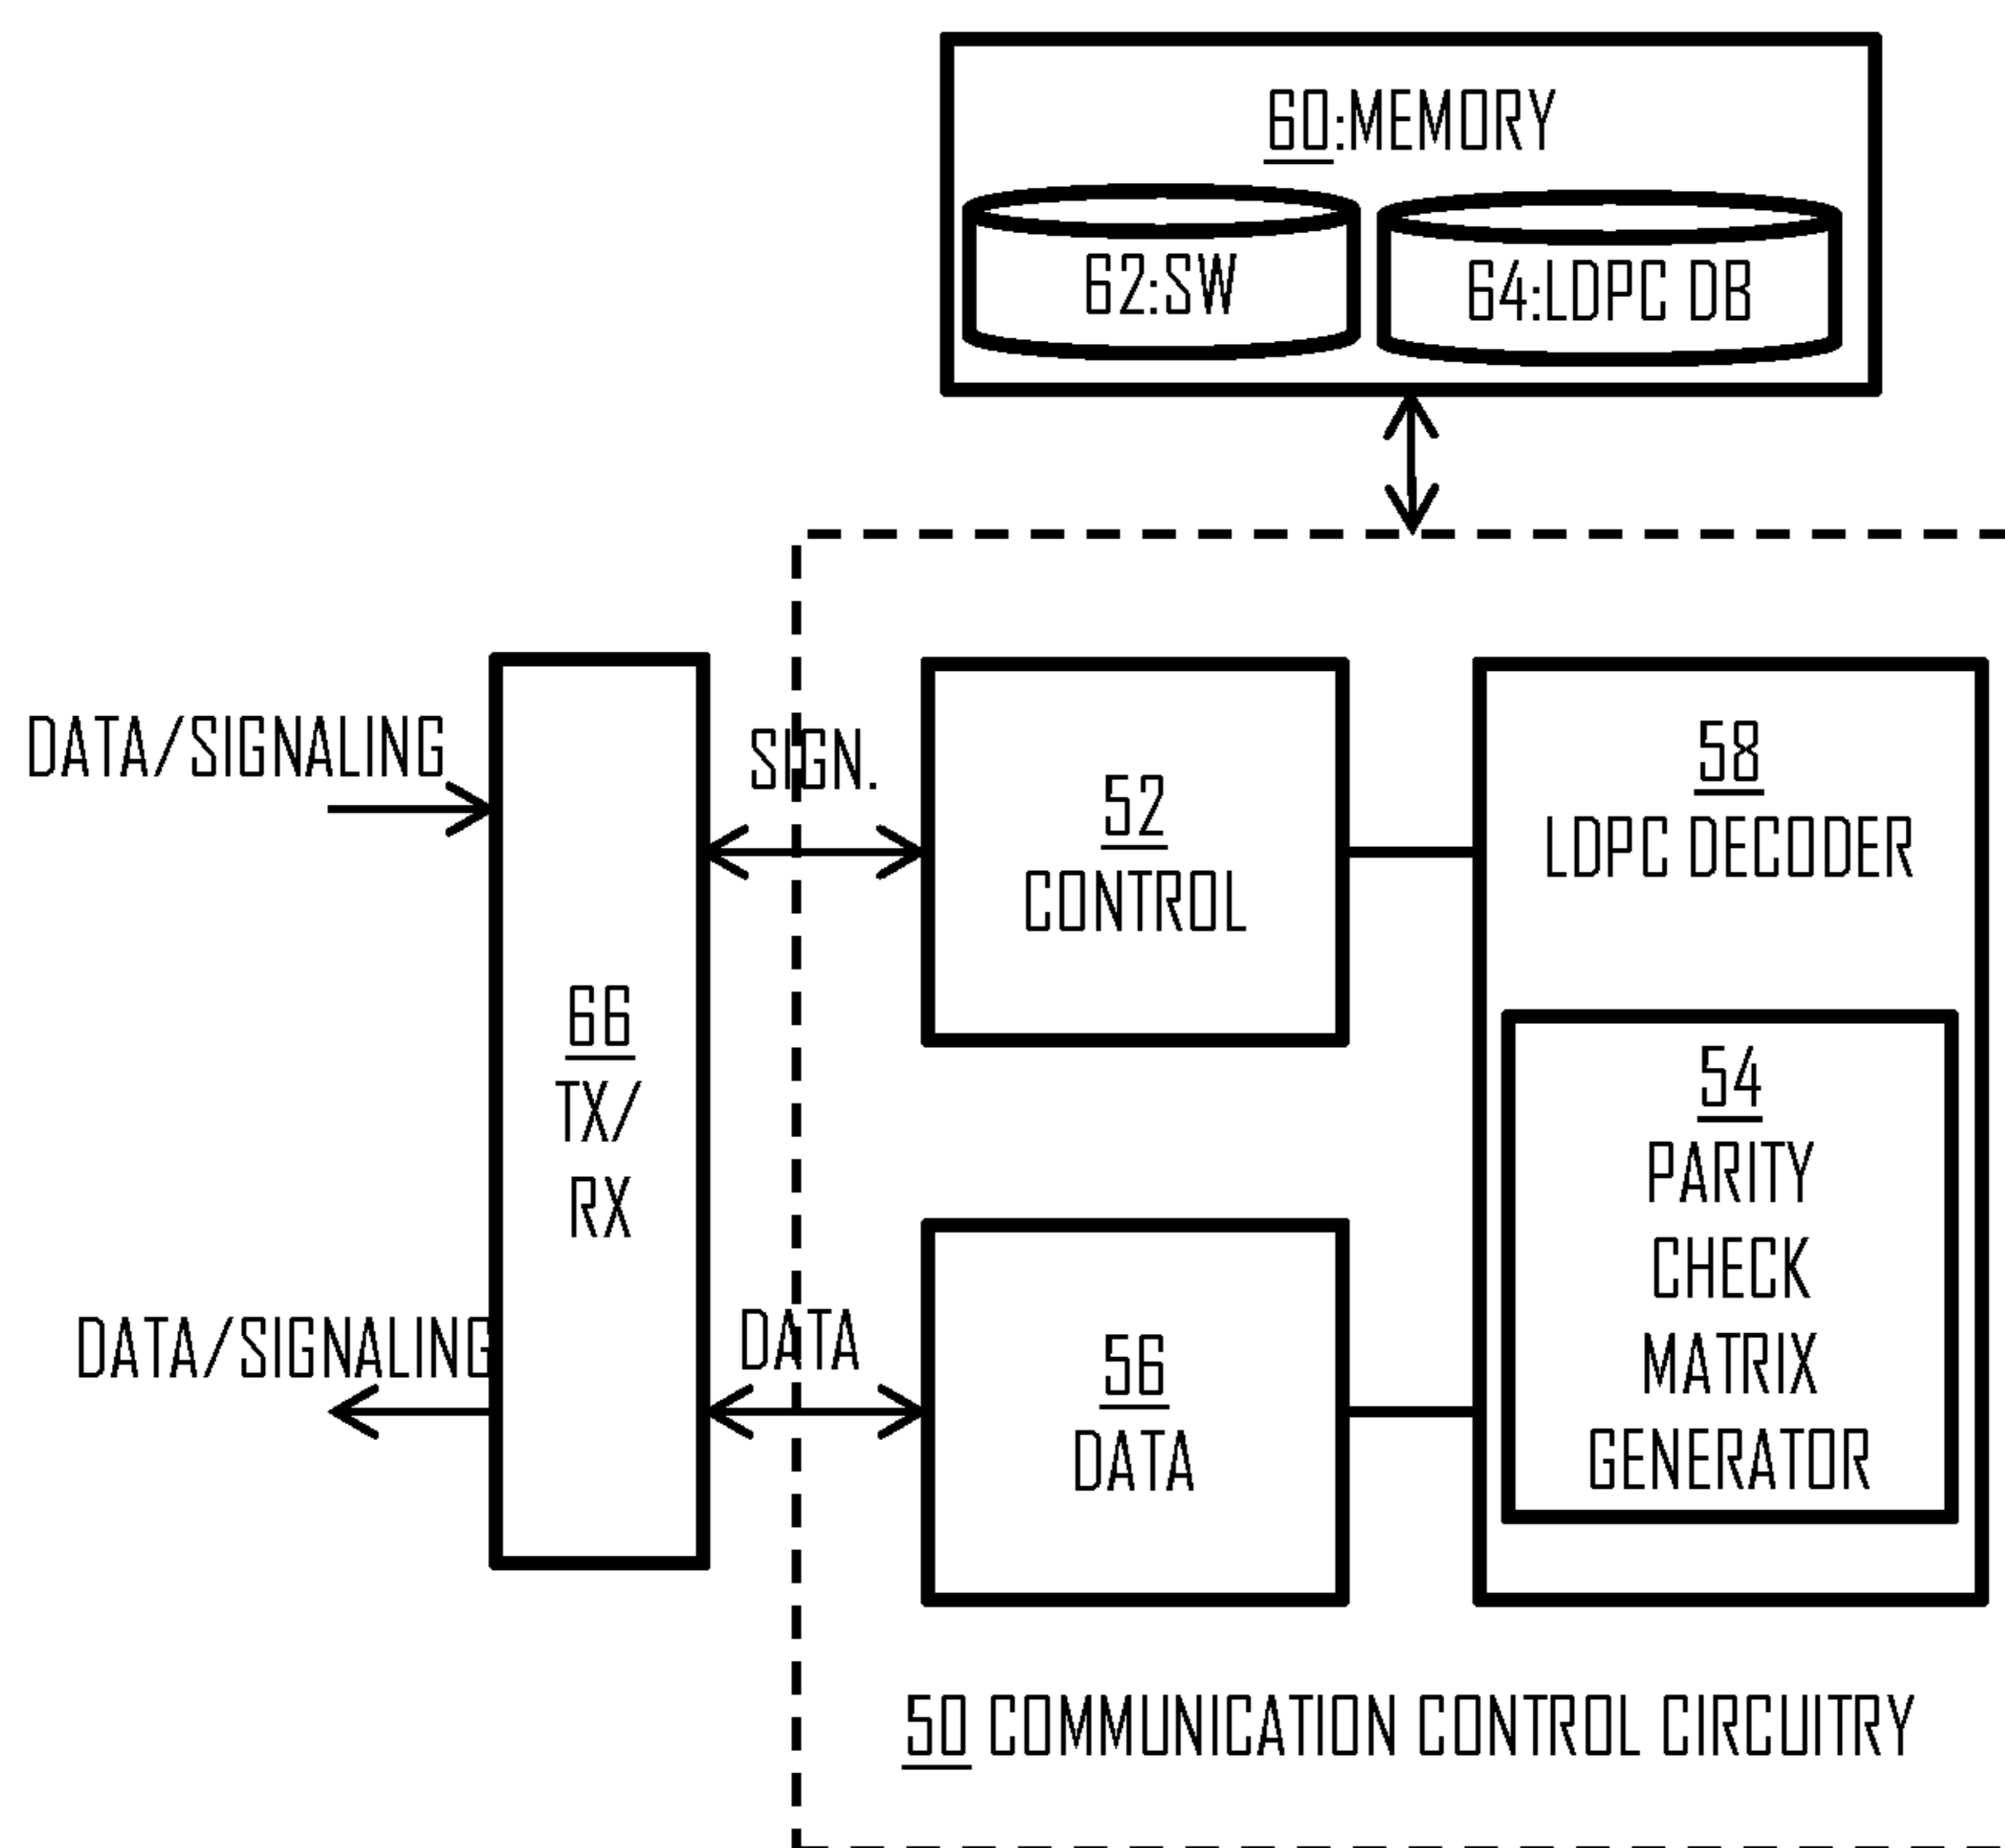 60:MEMORY
62:SW
64:LDPC DB
DATA/SIGNALING
SIGN.
52
CONTROL
58
LDPC DECODER
66
TX/
RX
54
PARITY
CHECK
MATRIX
GENERATOR
DATA/SIGNALING
DATA
56
DATA
50 COMMUNICATION CONTROL CIRCUITRY